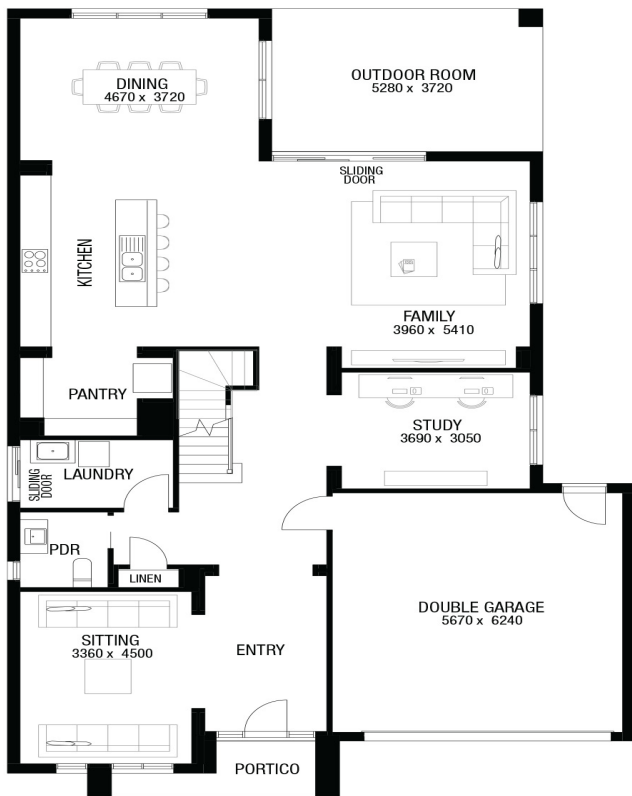 DINING
4670 x 3720
OUTDOOR ROOM
5280 x 3720
SLIDING
DOOR
KITCHEN
FAMILY
3960 x 5410
PANTRY
STUDY
3690 x 3050
LAUNDRY
SLIDING
DOOR
PDR
LINEN
SITTING
3360 x 4500
ENTRY
DOUBLE GARAGE
5670 x 6240
PORTICO